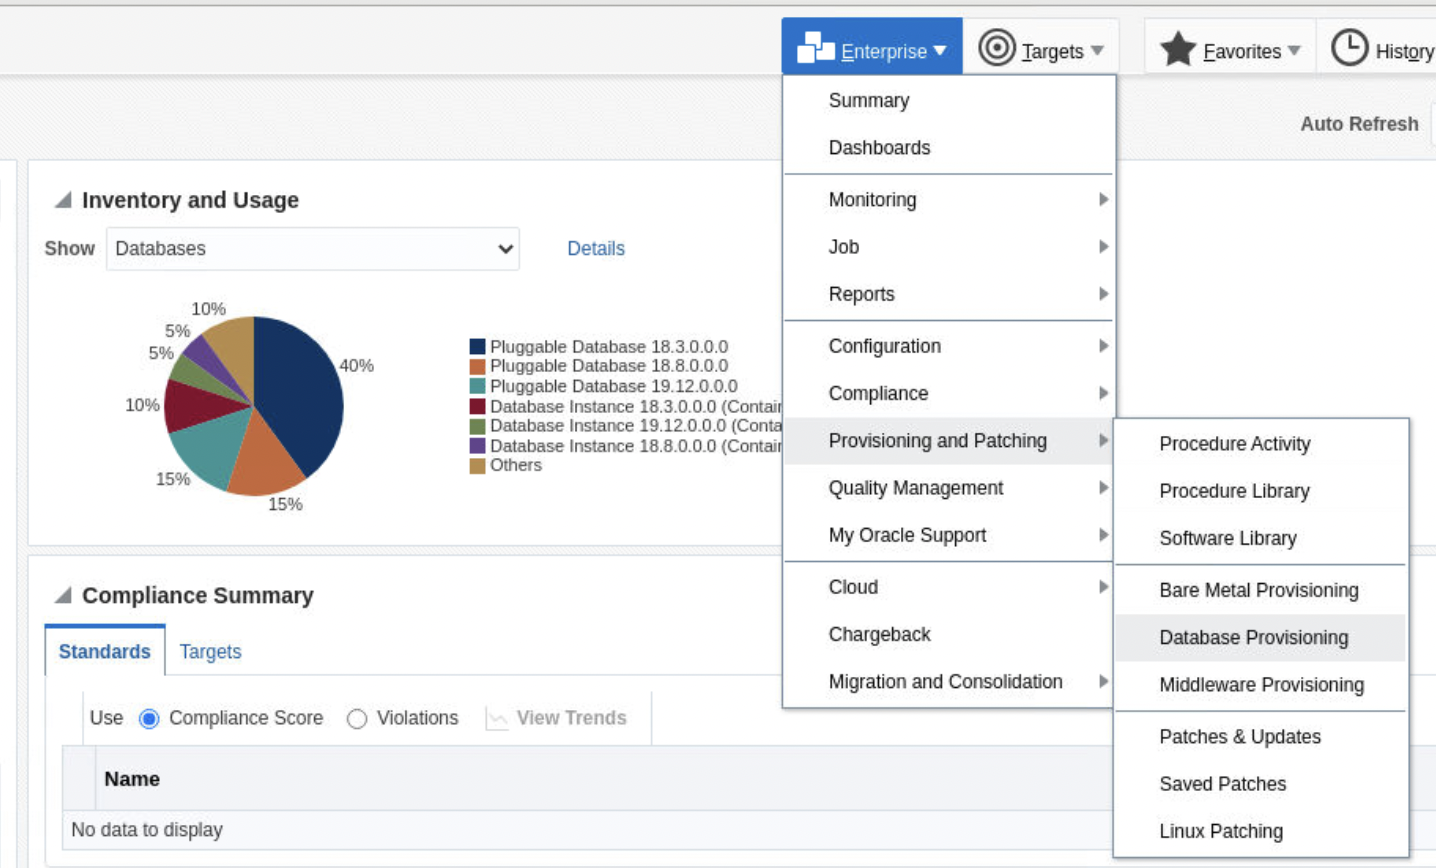 Enterprise
Targets
Favorites
History
Auto Refresh
Summary
Dashboards
Monitoring
Job
Reports
Configuration
Compliance
Provisioning and Patching
Quality Management
My Oracle Support
Cloud
Chargeback
Migration and Consolidation
Procedure Activity
Procedure Library
Software Library
Bare Metal Provisioning
Database Provisioning
Middleware Provisioning
Patches & Updates
Saved Patches
Linux Patching
Inventory and Usage
Show Databases Details
10%
5%
5%
10%
15%
15%
40%
Pluggable Database 18.3.0.0.0
Pluggable Database 18.8.0.0.0
Pluggable Database 19.12.0.0.0
Database Instance 18.3.0.0.0 (Contain
Database Instance 19.12.0.0.0 (Conta
Database Instance 18.8.0.0.0 (Contain
Others
Compliance Summary
Standards Targets
Use Compliance Score Violations View Trends
Name
No data to display